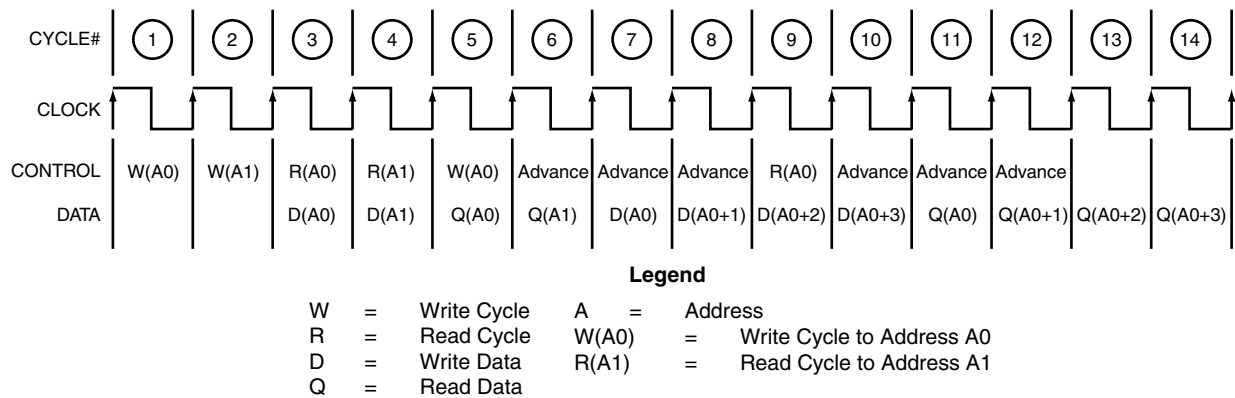 CYCLE# 1 2 3 4 5 6 7 8 9 10 11 12 13 14
CLOCK
CONTROL W(A0) W(A1) R(A0) R(A1) W(A0) Advance Advance Advance R(A0) Advance Advance Advance
DATA D(A0) D(A1) Q(A0) Q(A1) D(A0) D(A0+1) D(A0+2) D(A0+3) Q(A0) Q(A0+1) Q(A0+2) Q(A0+3)
Legend
W = Write Cycle A = Address
R = Read Cycle W(A0) = Write Cycle to Address A0
D = Write Data R(A1) = Read Cycle to Address A1
Q = Read Data